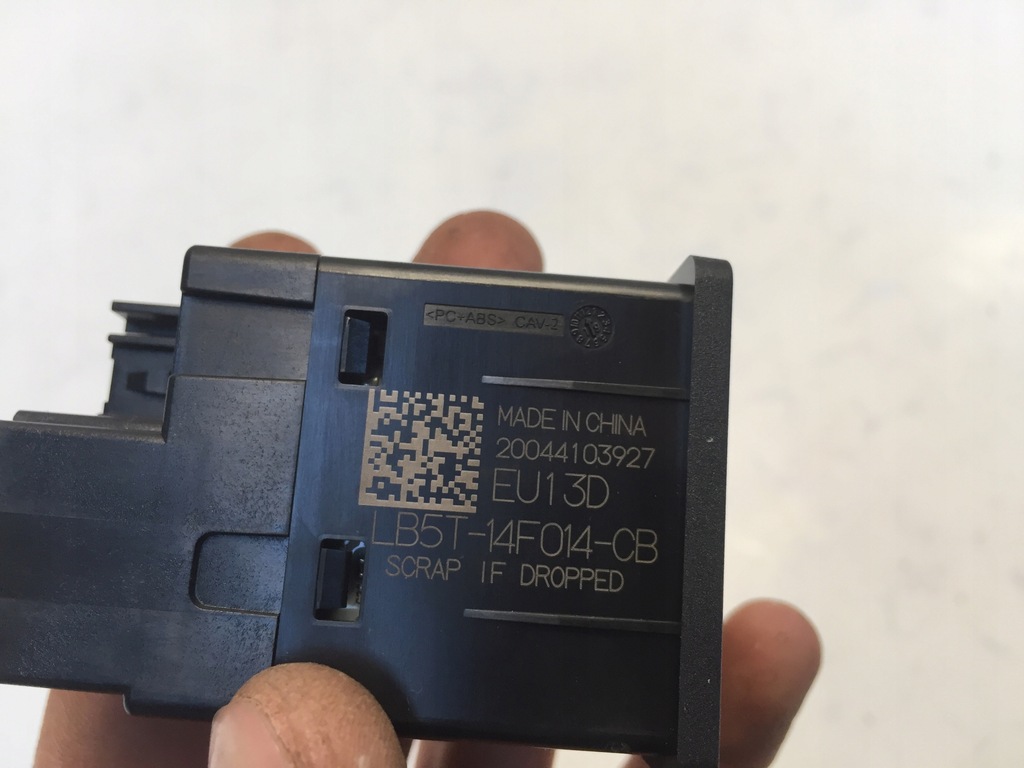 <PC+ABS> CAV-2
MADE IN CHINA
20044103927
EU13D
LB5T-14F014-CB
SCRAP IF DROPPED